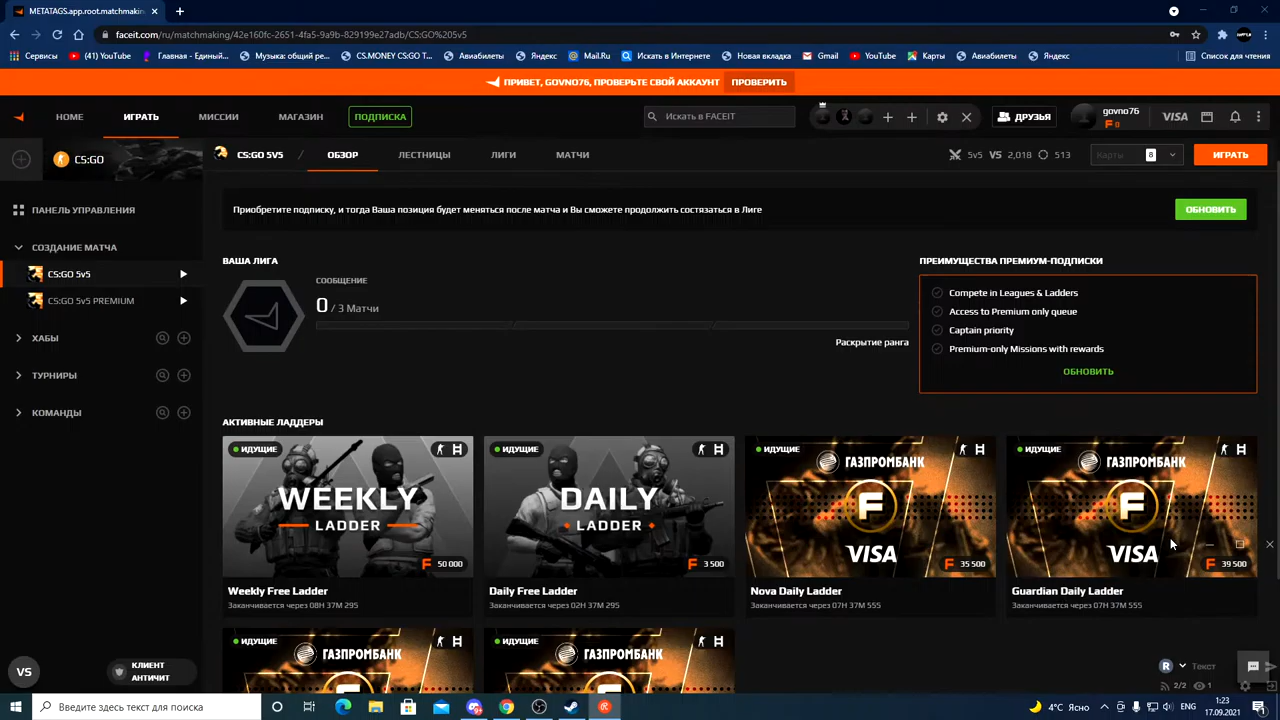 METATAGS.app.root.matchmaking
faceit.com/ru/matchmaking/42e160fc-2651-4fa5-9a9b-829199e27adb/CS:GO%205v5
Сервисы
(41) YouTube
Главная - Единый...
Музыка: общий ре...
CS.MONEY CS:GO Т...
Авиабилеты
Яндекс
Mail.Ru
Искать в Интернете
Новая вкладка
Gmail
YouTube
Карты
Авиабилеты
Яндекс
Список для чтения
ПРИВЕТ, GOVNO76, ПРОВЕРЬТЕ СВОЙ АККАУНТ
ПРОВЕРИТЬ
HOME
ИГРАТЬ
МИССИИ
МАГАЗИН
ПОДПИСКА
Искать в FACEIT
ДРУЗЬЯ
govno76
VISA
CS:GO
CS:GO 5V5 /
ОБЗОР
ЛЕСТНИЦЫ
ЛИГИ
МАТЧИ
5v5 VS 2,018 513
Карты 8
ИГРАТЬ
ПАНЕЛЬ УПРАВЛЕНИЯ
СОЗДАНИЕ МАТЧА
CS:GO 5v5
CS:GO 5v5 PREMIUM
ХАБЫ
ТУРНИРЫ
КОМАНДЫ
Приобретите подписку, и тогда Ваша позиция будет меняться после матча и Вы сможете продолжить состязаться в Лиге
ОБНОВИТЬ
ВАША ЛИГА
СООБЩЕНИЕ
0 / 3 Матчи
Раскрытие ранга
ПРЕИМУЩЕСТВА ПРЕМИУМ-ПОДПИСКИ
Compete in Leagues & Ladders
Access to Premium only queue
Captain priority
Premium-only Missions with rewards
ОБНОВИТЬ
АКТИВНЫЕ ЛАДДЕРЫ
ИДУЩИЕ
WEEKLY
LADDER
50 000
Weekly Free Ladder
Заканчивается через 08H 37M 29S
ИДУЩИЕ
DAILY
LADDER
3 500
Daily Free Ladder
Заканчивается через 02H 37M 29S
ИДУЩИЕ
ГАЗПРОМБАНК
F
VISA
35 500
Nova Daily Ladder
Заканчивается через 07H 37M 55S
ИДУЩИЕ
ГАЗПРОМБАНК
F
VISA
39 500
Guardian Daily Ladder
Заканчивается через 07H 37M 55S
ИДУЩИЕ
ГАЗПРОМБАНК
ИДУЩИЕ
ГАЗПРОМБАНК
VS
КЛИЕНТ
АНТИЧИТ
R Текст
2/2 1
Введите здесь текст для поиска
4°C Ясно
ENG
1:23
17.09.2021